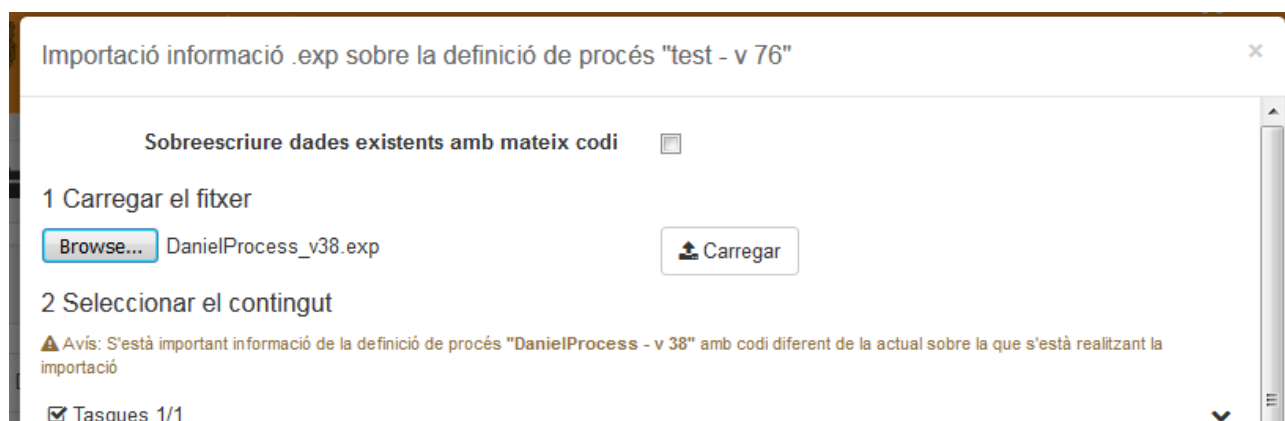 Importació informació .exp sobre la definició de procés "test - v 76"
×
Sobreescriure dades existents amb mateix codi
1 Carregar el fitxer
Browse... DanielProcess_v38.exp Carregar
2 Seleccionar el contingut
Avís: S'està important informació de la definició de procés "DanielProcess - v 38" amb codi diferent de la actual sobre la que s'està realitzant la
importació
Tasques 1/1